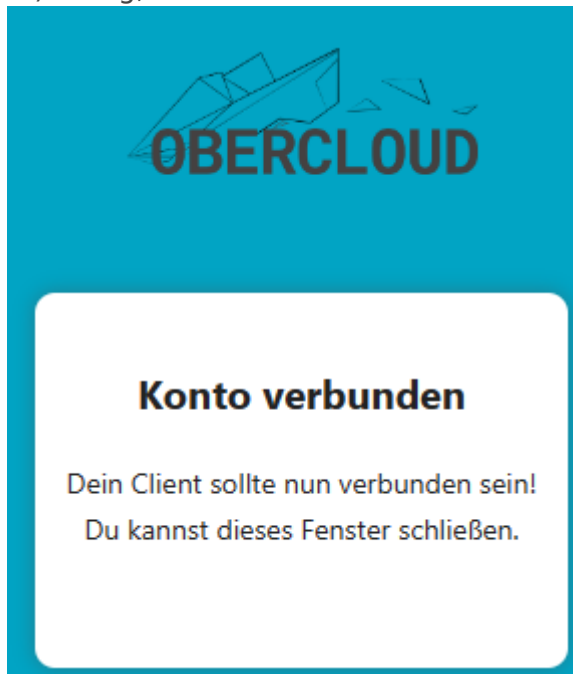 OBERCLOUD
Konto verbunden
Dein Client sollte nun verbunden sein!
Du kannst dieses Fenster schließen.